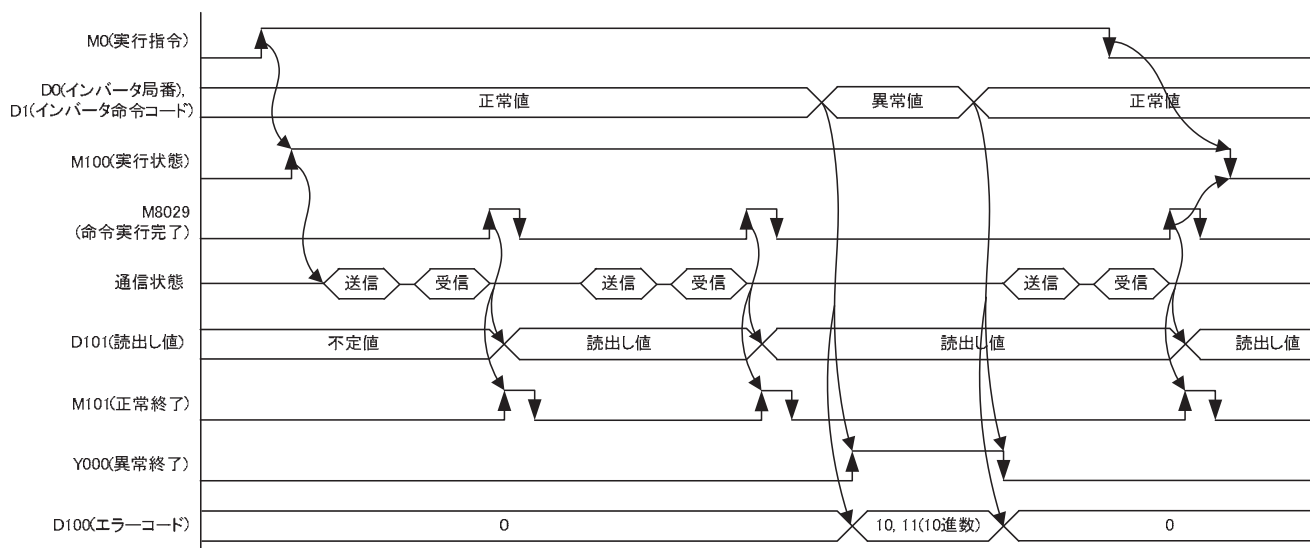 M0(実行指令)
D0(インバータ局番),
D1(インバータ命令コード)
正常値
異常値
正常値
M100(実行状態)
M8029
(命令実行完了)
通信状態
送信
受信
送信
受信
送信
受信
D101(読出し値)
不定値
読出し値
読出し値
読出し値
M101(正常終了)
Y000(異常終了)
D100(エラーコード)
0
10, 11(10進数)
0